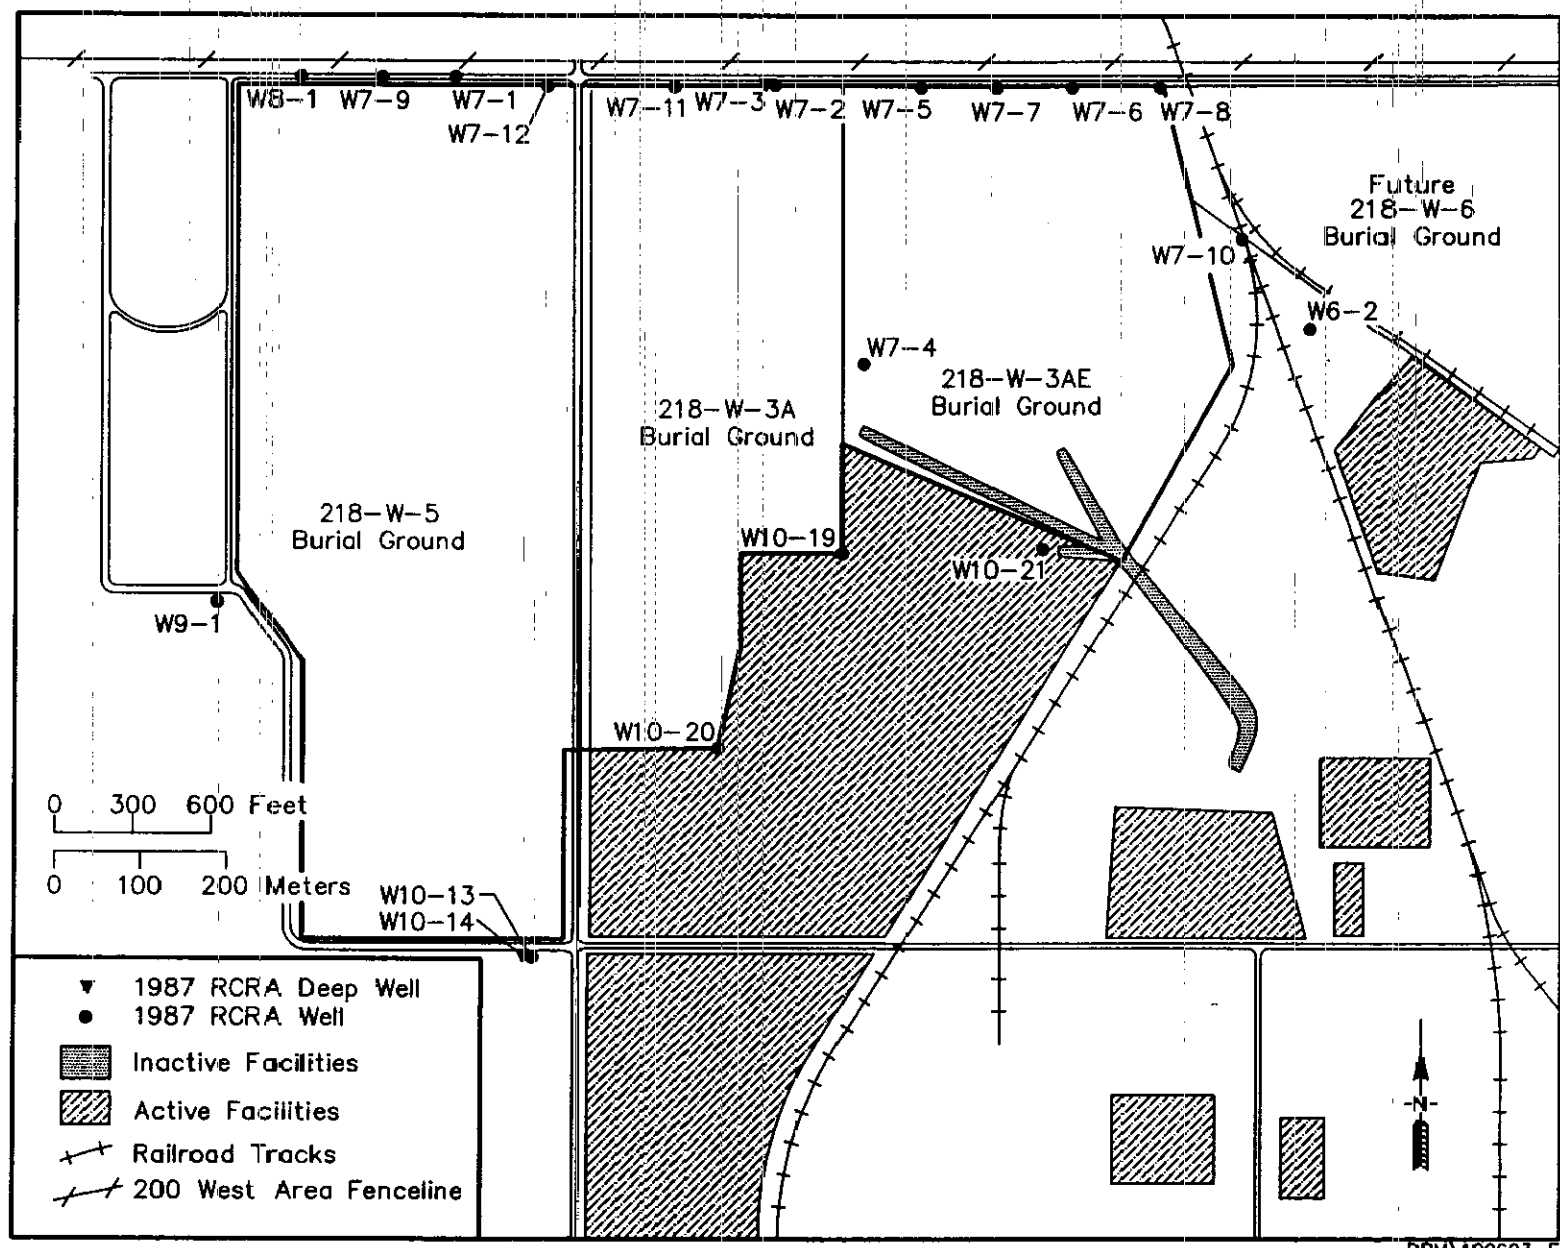 W8-1 W7-9 W7-1
W7-12
W7-11 W7-3 W7-2 W7-5 W7-7 W7-6 W7-8
Future
218-W-6
Burial Ground
W7-10
W6-2
W7-4
218-W-3AE
Burial Ground
218-W-3A
Burial Ground
218-W-5
Burial Ground
W10-19
W10-21
W9-1
W10-20
0 300 600 Feet
0 100 200 Meters
W10-13
W10-14
1987 RCRA Deep Well
1987 RCRA Well
Inactive Facilities
Active Facilities
Railroad Tracks
200 West Area Fenceline
-N-